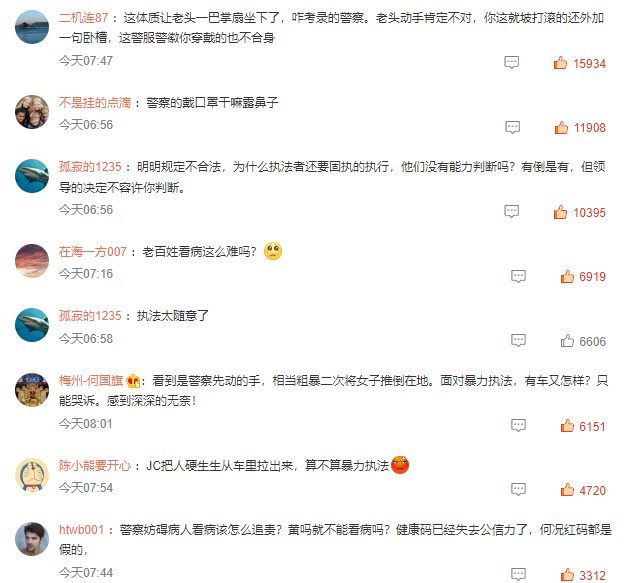 二机连87：这体质让老头一巴掌扇坐下了，咋考录的警察。老头动手肯定不对，你这就坡打滚的还外加
一句卧槽，这警服警徽你穿戴的也不合身
今天07:47 15934
不是挂的点滴：警察的戴口罩干嘛露鼻子
今天06:56 11908
孤寂的1235：明明规定不合法，为什么执法者还要固执的执行，他们没有能力判断吗？有倒是有，但领
导的决定不容许你判断。
今天06:56 10395
在海一方007：老百姓看病这么难吗？
今天07:16 6919
孤寂的1235：执法太随意了
今天06:58 6606
梅州-何国旗：看到是警察先动的手，相当粗暴二次将女子推倒在地。面对暴力执法，有车又怎样？只
能哭诉。感到深深的无奈！
今天08:01 6151
陈小熊要开心：JC把人硬生生从车里拉出来，算不算暴力执法
今天07:54 4720
htwb001：警察妨碍病人看病该怎么追责？黄吗就不能看病吗？健康码已经失去公信力了，何况红码都是
假的，
今天07:44 3312